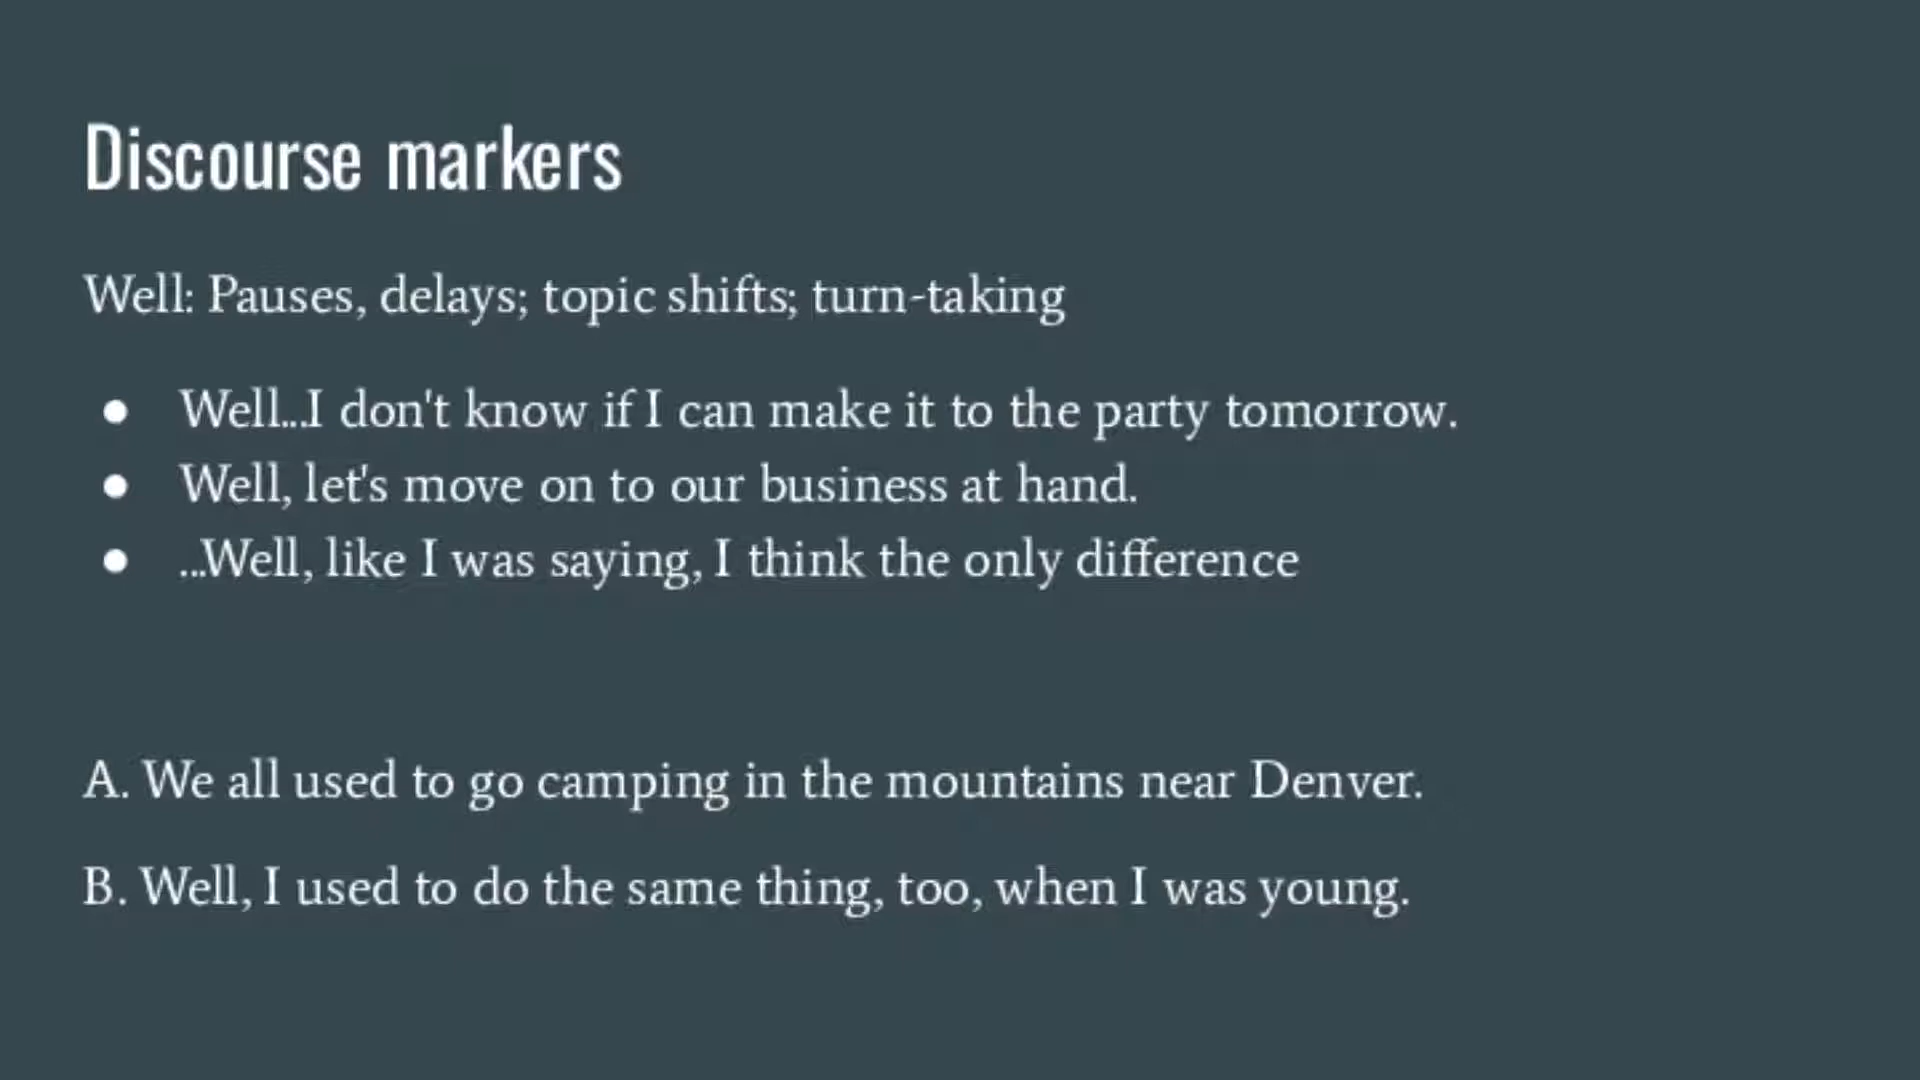 Discourse markers
Well: Pauses, delays; topic shifts; turn-taking
● Well...I don't know if I can make it to the party tomorrow.
● Well, let's move on to our business at hand.
● ...Well, like I was saying, I think the only difference
A. We all used to go camping in the mountains near Denver.
B. Well, I used to do the same thing, too, when I was young.